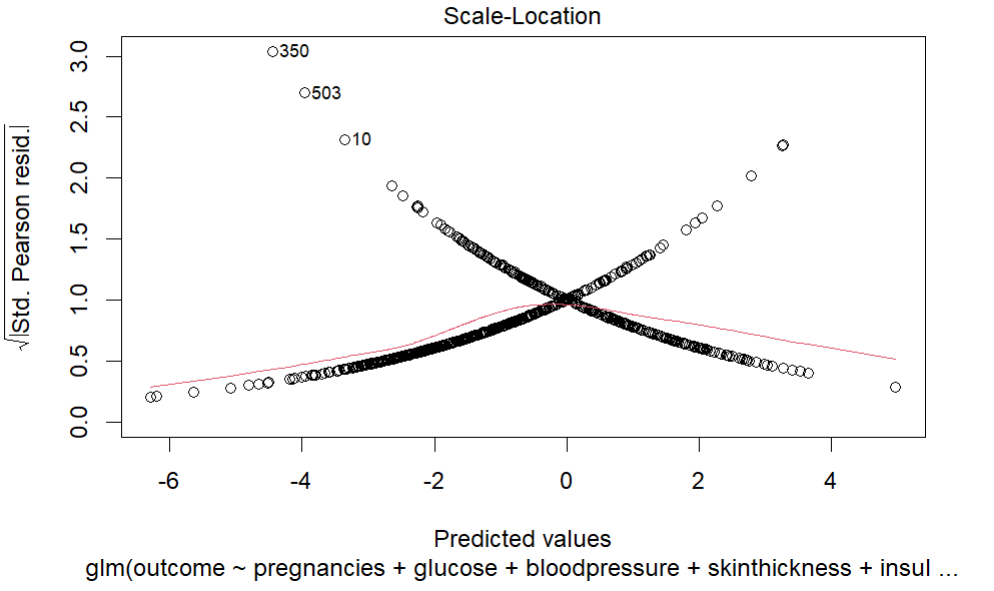 Scale-Location
√|Std. Pearson resid.|
3.0
2.5
2.0
1.5
1.0
0.5
0.0
350
503
10
-6 -4 -2 0 2 4
Predicted values
glm(outcome ~ pregnancies + glucose + bloodpressure + skinthickness + insul ...